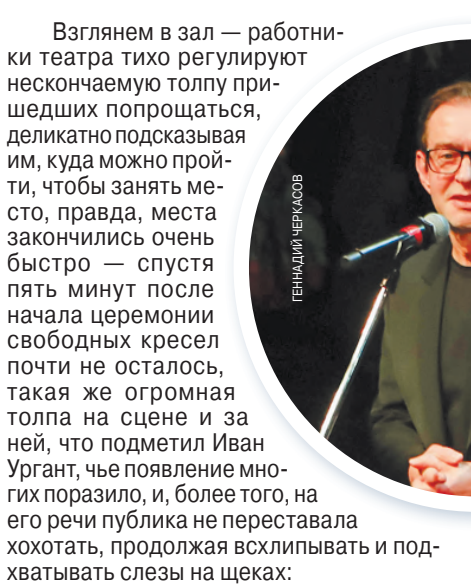 Взглянем в зал — работни-
ки театра тихо регулируют
нескончаемую толпу при-
шедших попрощаться,
деликатно подсказывая
им, куда можно прой-
ти, чтобы занять ме-
сто, правда, места
закончились очень
быстро — спустя
пять минут после
начала церемонии
свободных кресел
почти не осталось,
такая же огромная
толпа на сцене и за
ней, что подметил Иван
Ургант, чье появление мно-
гих поразило, и, более того, на
его речи публика не переставала
хохотать, продолжая всхлипывать и под-
хватывать слезы на щеках:
ГЕННАДИЙ ЧЕРКАСОВ